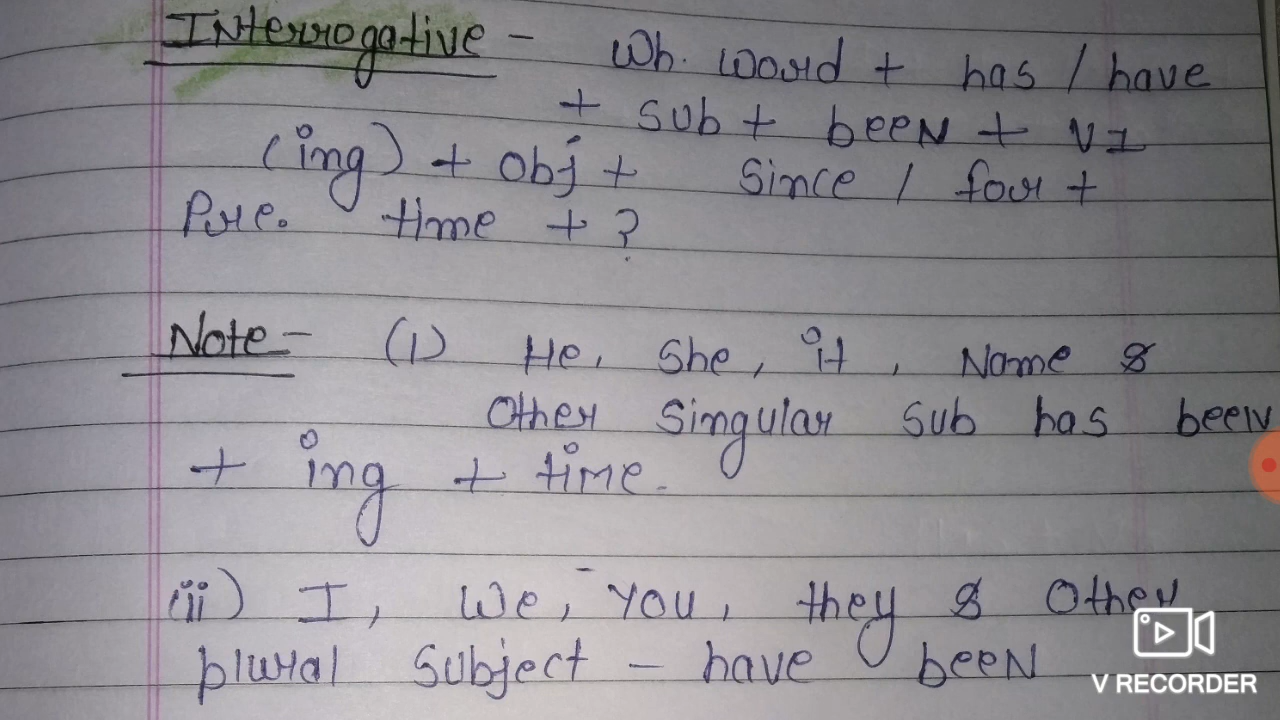 Interrogative - Wh. word + has / have
+ sub + been + V1
(ing) + obj + Since / for +
Pre. time + ?
Note - (1) He, She, it, Name &
Other Singular sub has been
+ ing + time.
(ii) I, We, You, they & Other
plural Subject - have been
V RECORDER